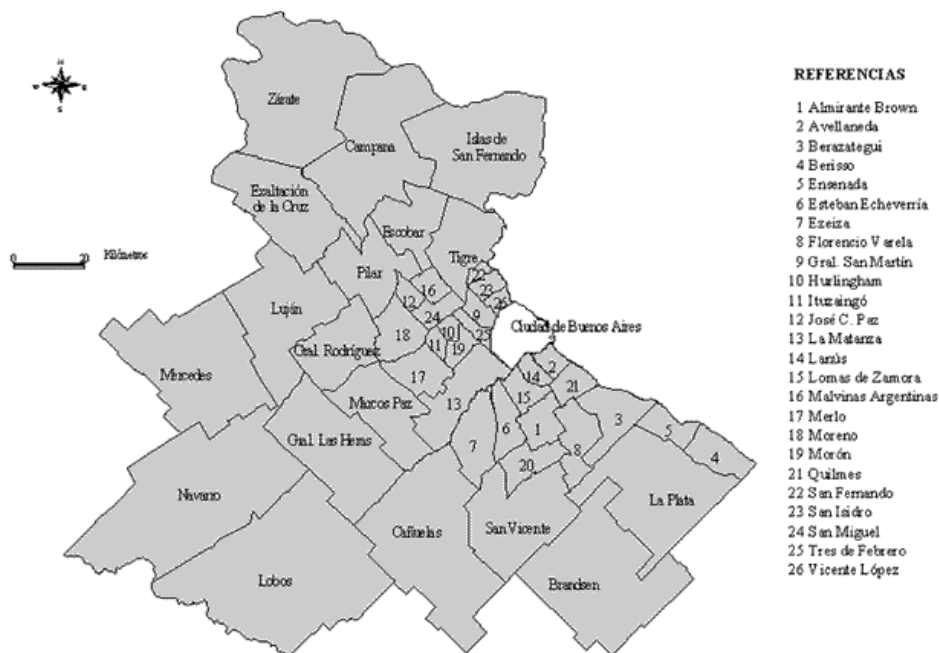 N
W E
S
Zárate
Campana
Islas de
San Fernando
Exaltación
de la Cruz
Escobar
0 20 Kilómetros
Pilar
Tigre
22
23
26
16
12
Luján
24
9
25
Ciudad de Buenos Aires
18
10
11
19
Gral. Rodríguez
Mercedes
17
2
14
21
Marcos Paz
13
15
3
6
1
5
Gral. Las Heras
7
8
4
20
Navarro
La Plata
Cañuelas
San Vicente
Lobos
Brandsen
REFERENCIAS
1 Almirante Brown
2 Avellaneda
3 Berazategui
4 Berisso
5 Ensenada
6 Esteban Echeverría
7 Ezeiza
8 Florencio Varela
9 Gral. San Martín
10 Hurlingham
11 Ituzaingó
12 José C. Paz
13 La Matanza
14 Lanús
15 Lomas de Zamora
16 Malvinas Argentinas
17 Merlo
18 Moreno
19 Morón
21 Quilmes
22 San Fernando
23 San Isidro
24 San Miguel
25 Tres de Febrero
26 Vicente López